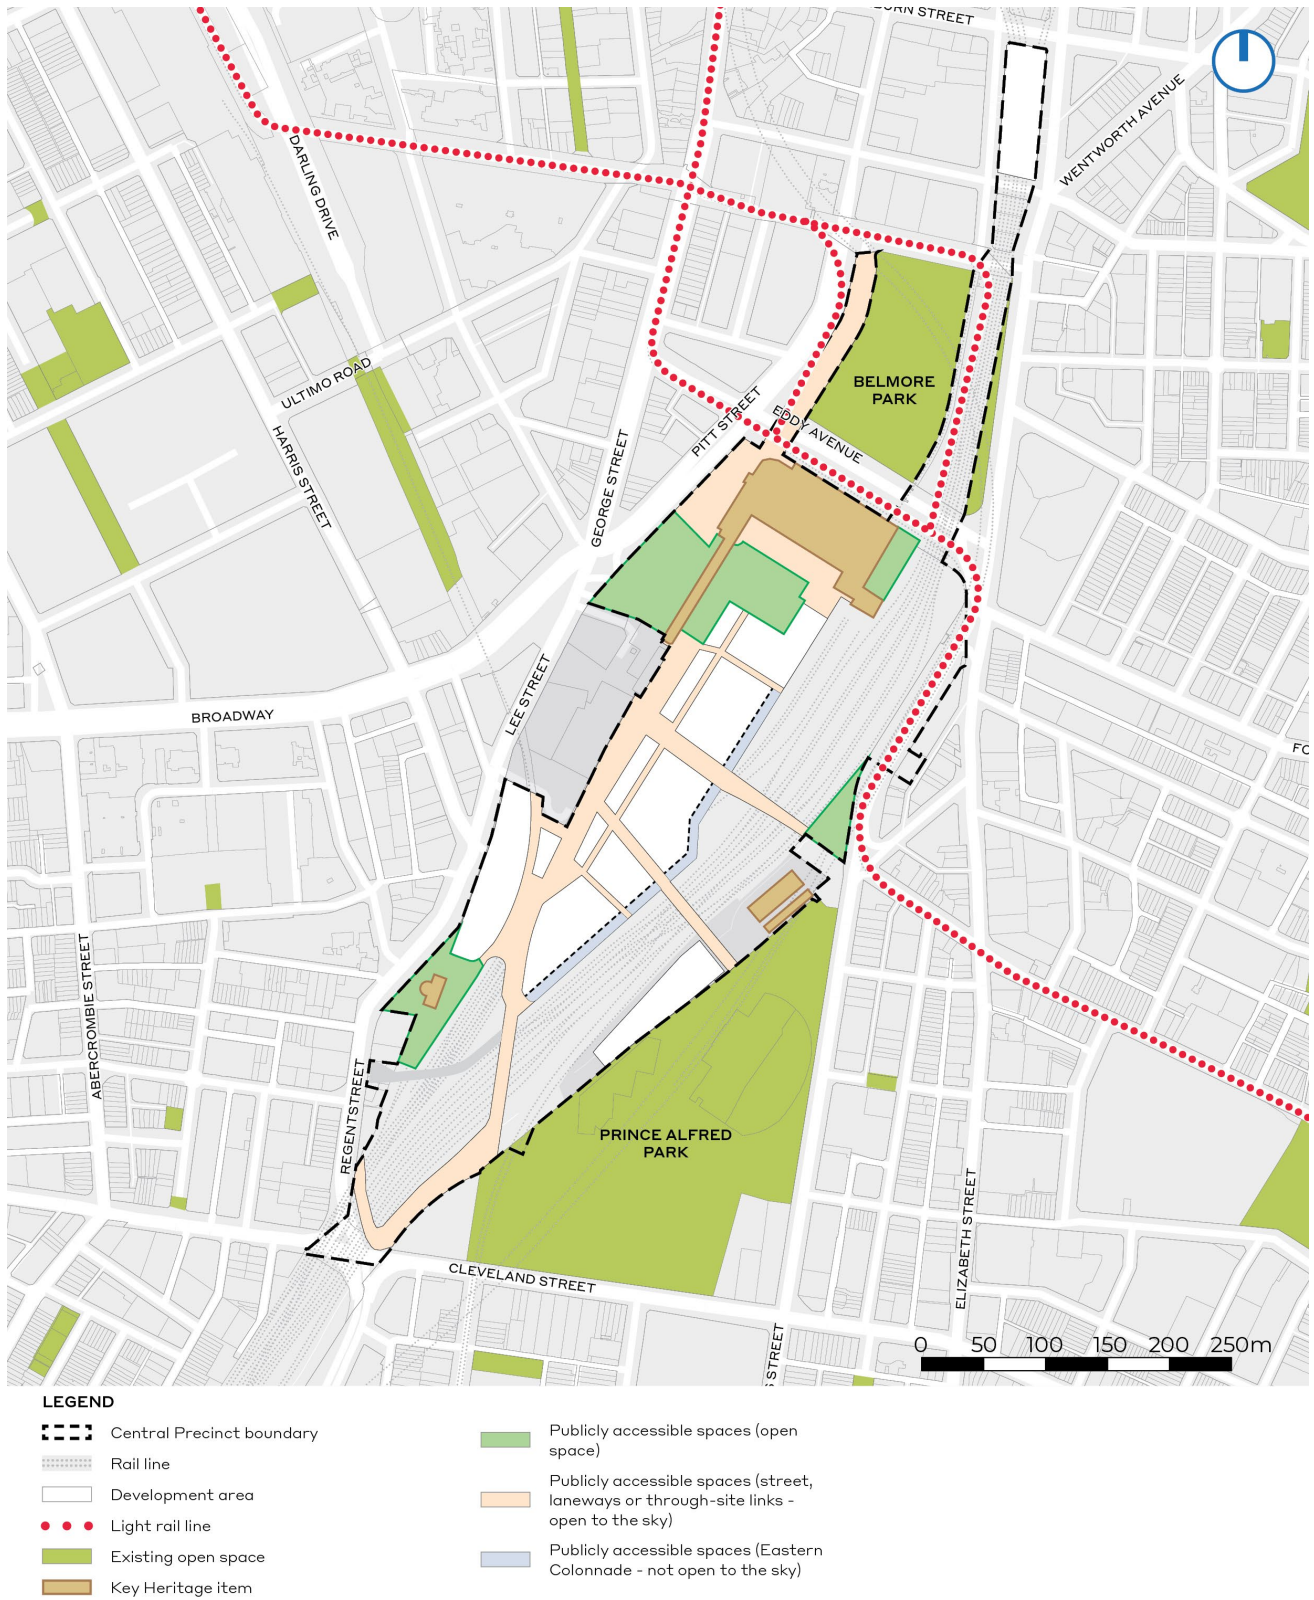 DARLING DRIVE
WENTWORTH AVENUE
ULTIMO ROAD
HARRIS STREET
GEORGE STREET
PITT STREET
EDDY AVENUE
BELMORE
PARK
LEE STREET
BROADWAY
ABERCROMBIE STREET
REGENTSTREET
PRINCE ALFRED
PARK
CLEVELAND STREET
ELIZABETH STREET
S STREET
FO
0 50 100 150 200 250m
LEGEND
Central Precinct boundary
Rail line
Development area
Light rail line
Existing open space
Key Heritage item
Publicly accessible spaces (open
space)
Publicly accessible spaces (street,
laneways or through-site links -
open to the sky)
Publicly accessible spaces (Eastern
Colonnade - not open to the sky)